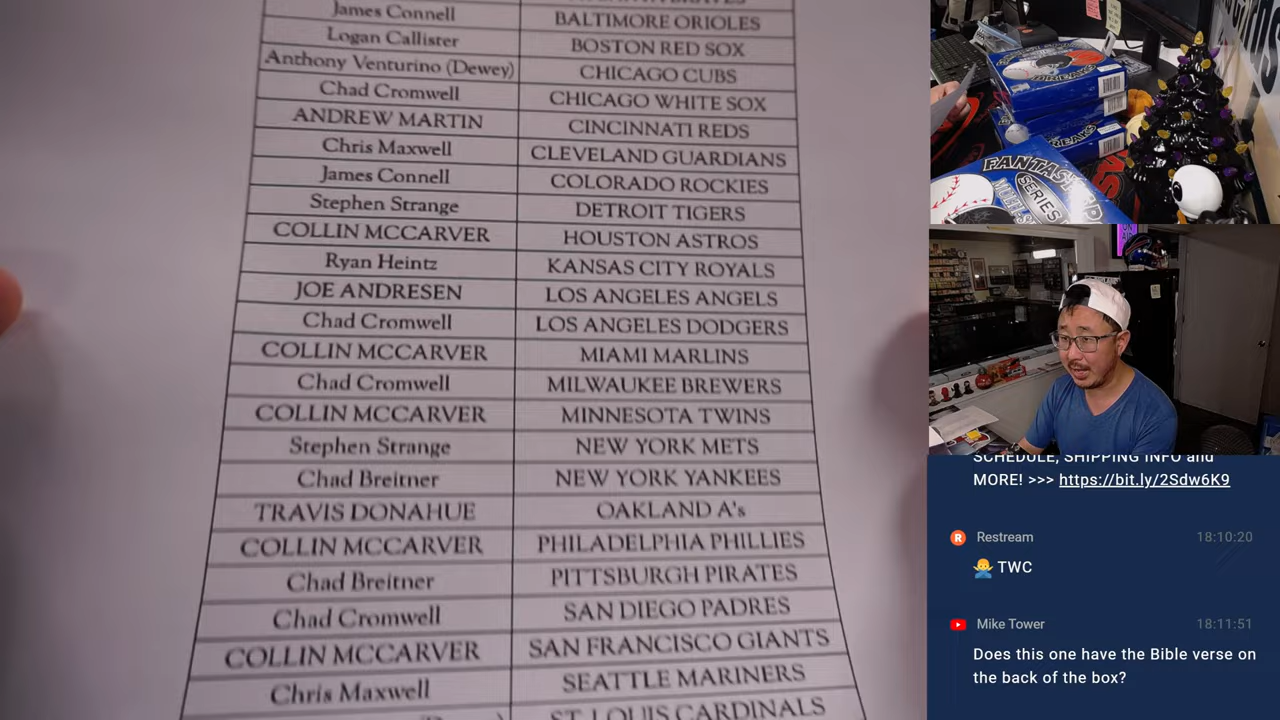 James Connell BALTIMORE ORIOLES
Logan Callister BOSTON RED SOX
Anthony Venturino (Dewey) CHICAGO CUBS
Chad Cromwell CHICAGO WHITE SOX
ANDREW MARTIN CINCINNATI REDS
Chris Maxwell CLEVELAND GUARDIANS
James Connell COLORADO ROCKIES
Stephen Strange DETROIT TIGERS
COLLIN MCCARVER HOUSTON ASTROS
Ryan Heintz KANSAS CITY ROYALS
JOE ANDRESEN LOS ANGELES ANGELS
Chad Cromwell LOS ANGELES DODGERS
COLLIN MCCARVER MIAMI MARLINS
Chad Cromwell MILWAUKEE BREWERS
COLLIN MCCARVER MINNESOTA TWINS
Stephen Strange NEW YORK METS
Chad Breitner NEW YORK YANKEES
TRAVIS DONAHUE OAKLAND A's
COLLIN MCCARVER PHILADELPHIA PHILLIES
Chad Breitner PITTSBURGH PIRATES
Chad Cromwell SAN DIEGO PADRES
COLLIN MCCARVER SAN FRANCISCO GIANTS
Chris Maxwell SEATTLE MARINERS
ST. LOUIS CARDINALS
BREAKS
FANTASY
SERIES
SCHEDULE, SHIPPING INFO and
MORE! >>> https://bit.ly/2Sdw6K9
Restream 18:10:20
TWC
Mike Tower 18:11:51
Does this one have the Bible verse on
the back of the box?